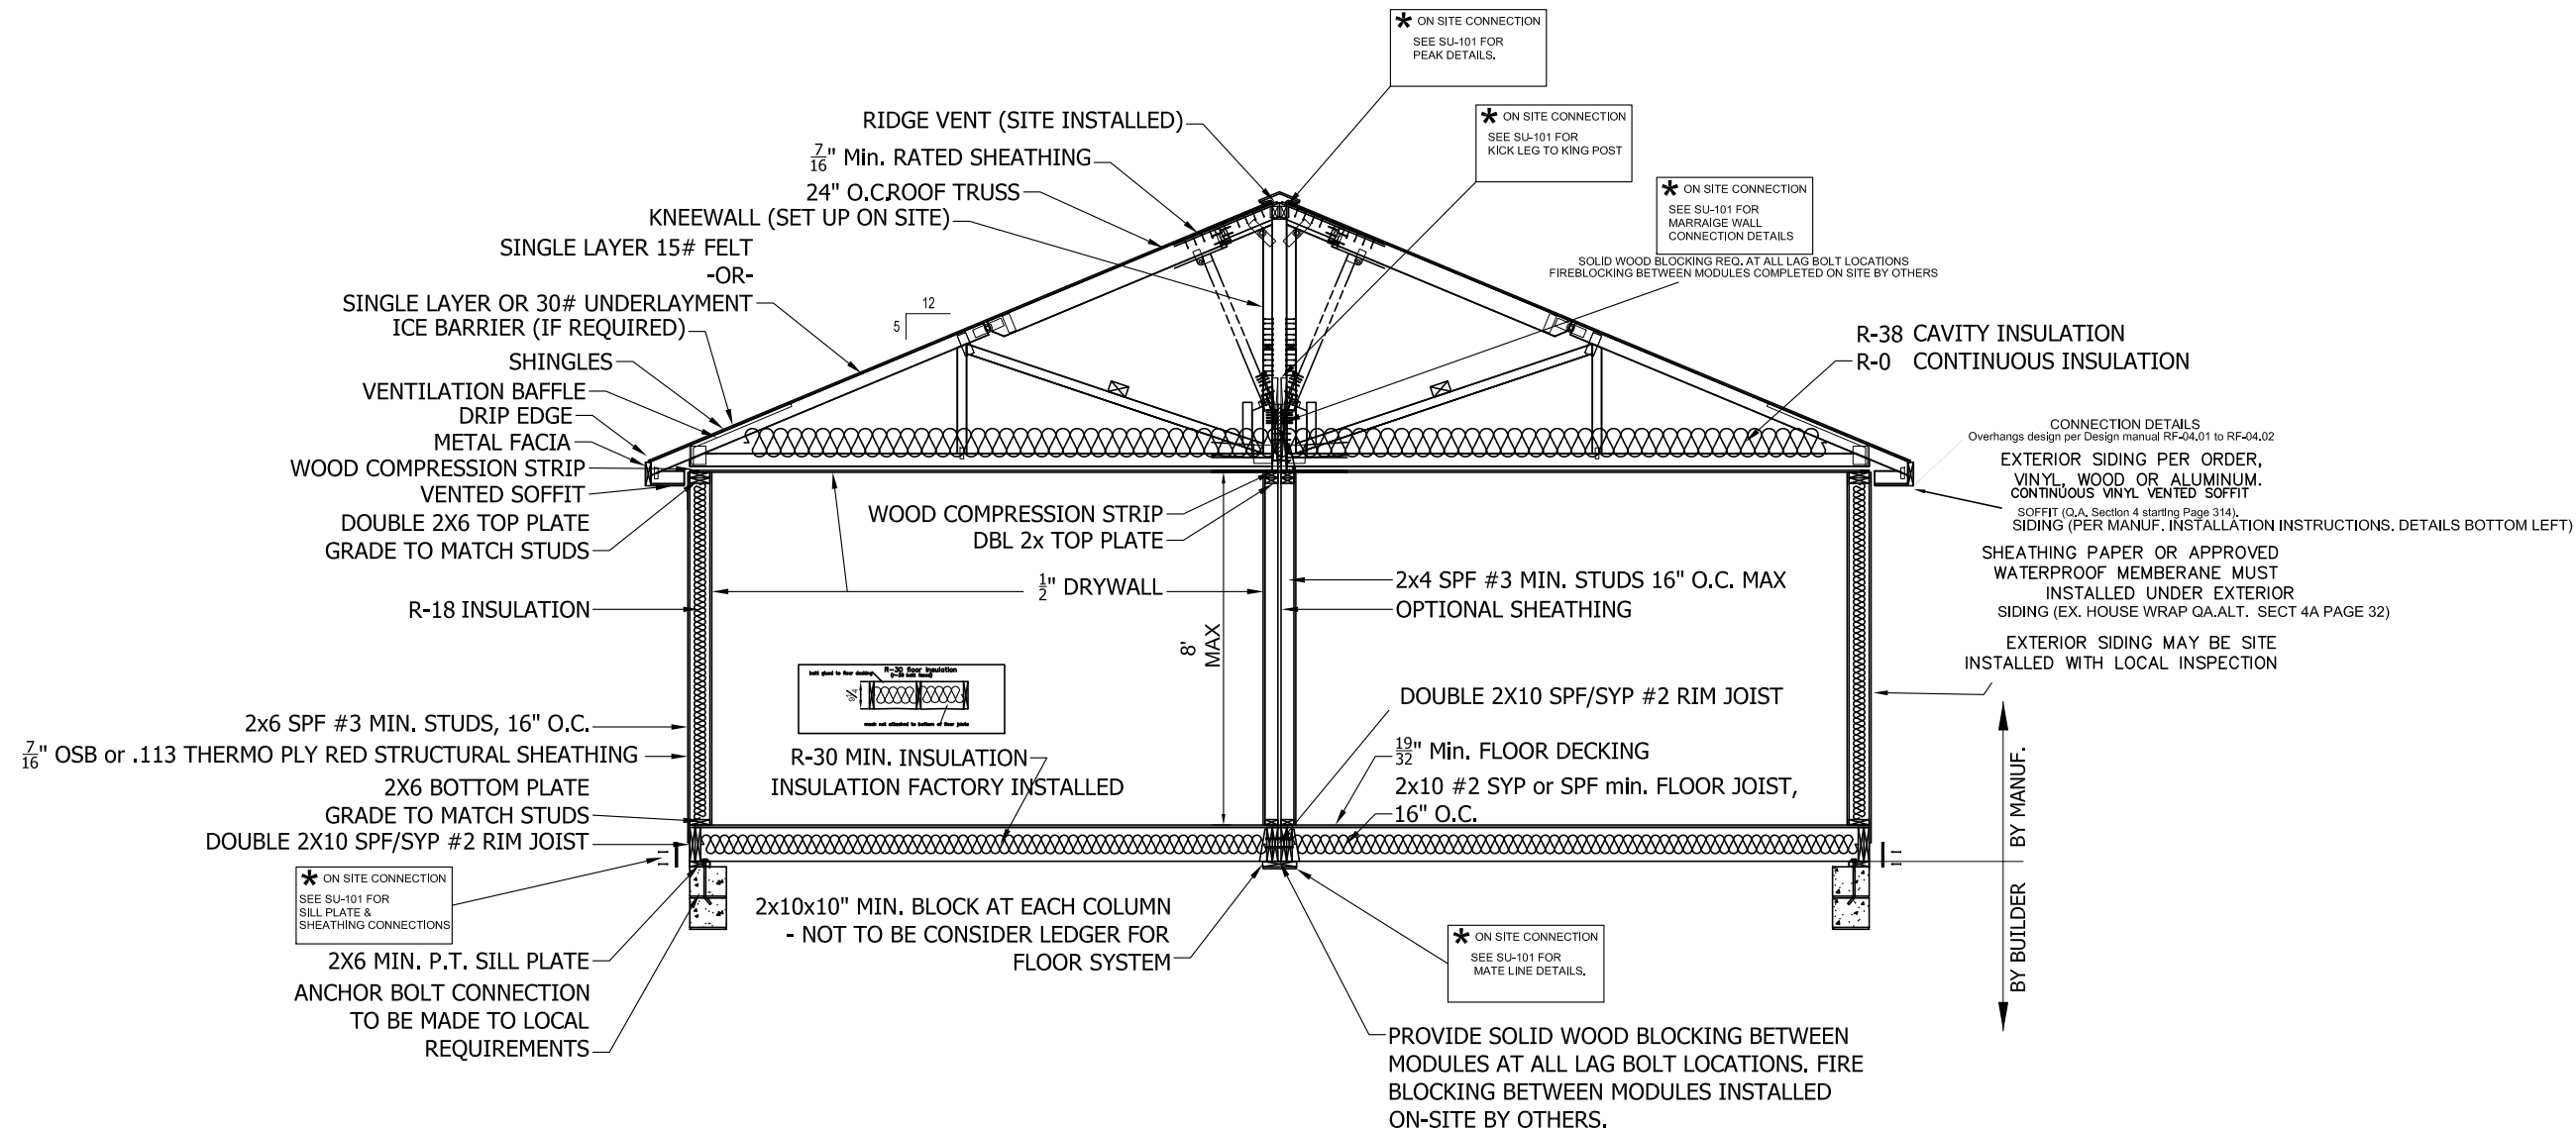 * ON SITE CONNECTION
SEE SU-101 FOR
PEAK DETAILS.
* ON SITE CONNECTION
SEE SU-101 FOR
KICK LEG TO KING POST
* ON SITE CONNECTION
SEE SU-101 FOR
MARRAIGE WALL
CONNECTION DETAILS
SOLID WOOD BLOCKING REQ. AT ALL LAG BOLT LOCATIONS
FIREBLOCKING BETWEEN MODULES COMPLETED ON SITE BY OTHERS
RIDGE VENT (SITE INSTALLED)
7/16" Min. RATED SHEATHING
24" O.C.ROOF TRUSS
KNEEWALL (SET UP ON SITE)
SINGLE LAYER 15# FELT
-OR-
SINGLE LAYER OR 30# UNDERLAYMENT
ICE BARRIER (IF REQUIRED)
SHINGLES
VENTILATION BAFFLE
DRIP EDGE
METAL FACIA
WOOD COMPRESSION STRIP
VENTED SOFFIT
DOUBLE 2X6 TOP PLATE
GRADE TO MATCH STUDS
R-18 INSULATION
2x6 SPF #3 MIN. STUDS, 16" O.C.
7/16" OSB or .113 THERMO PLY RED STRUCTURAL SHEATHING
2X6 BOTTOM PLATE
GRADE TO MATCH STUDS
DOUBLE 2X10 SPF/SYP #2 RIM JOIST
* ON SITE CONNECTION
SEE SU-101 FOR
SILL PLATE &
SHEATHING CONNECTIONS
2X6 MIN. P.T. SILL PLATE
ANCHOR BOLT CONNECTION
TO BE MADE TO LOCAL
REQUIREMENTS
12
5
WOOD COMPRESSION STRIP
DBL 2x TOP PLATE
1/2" DRYWALL
8'
MAX
R-30 floor insulation
batt glued to floor decking
9 1/4
mesh not attached to bottom of floor joists
R-30 MIN. INSULATION
INSULATION FACTORY INSTALLED
2x10x10" MIN. BLOCK AT EACH COLUMN
- NOT TO BE CONSIDER LEDGER FOR
FLOOR SYSTEM
2x4 SPF #3 MIN. STUDS 16" O.C. MAX
OPTIONAL SHEATHING
DOUBLE 2X10 SPF/SYP #2 RIM JOIST
19/32" Min. FLOOR DECKING
2x10 #2 SYP or SPF min. FLOOR JOIST,
16" O.C.
* ON SITE CONNECTION
SEE SU-101 FOR
MATE LINE DETAILS.
PROVIDE SOLID WOOD BLOCKING BETWEEN
MODULES AT ALL LAG BOLT LOCATIONS. FIRE
BLOCKING BETWEEN MODULES INSTALLED
ON-SITE BY OTHERS.
R-38 CAVITY INSULATION
R-0 CONTINUOUS INSULATION
CONNECTION DETAILS
Overhangs design per Design manual RF-04.01 to RF-04.02
EXTERIOR SIDING PER ORDER,
VINYL, WOOD OR ALUMINUM.
CONTINUOUS VINYL VENTED SOFFIT
SOFFIT (Q.A. Section 4 starting Page 314).
SIDING (PER MANUF. INSTALLATION INSTRUCTIONS. DETAILS BOTTOM LEFT)
SHEATHING PAPER OR APPROVED
WATERPROOF MEMBERANE MUST
INSTALLED UNDER EXTERIOR
SIDING (EX. HOUSE WRAP QA.ALT. SECT 4A PAGE 32)
EXTERIOR SIDING MAY BE SITE
INSTALLED WITH LOCAL INSPECTION
BY MANUF.
BY BUILDER